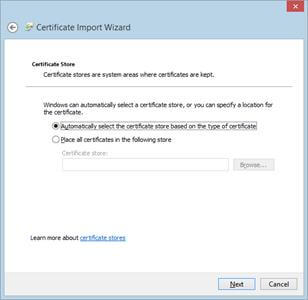 Certificate Import Wizard
Certificate Store
Certificate stores are system areas where certificates are kept.
Windows can automatically select a certificate store, or you can specify a location for
the certificate.
Automatically select the certificate store based on the type of certificate
Place all certificates in the following store
Certificate store:
Browse...
Learn more about certificate stores
Next
Cancel